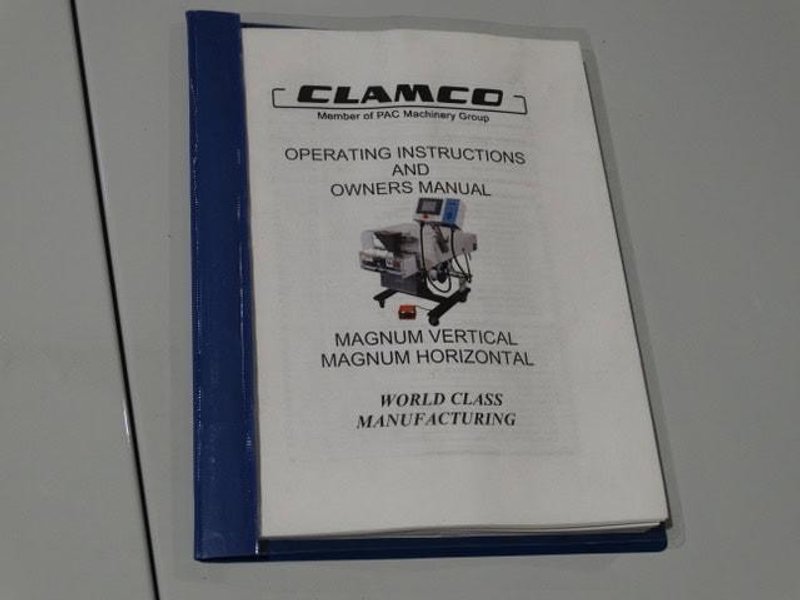 CLAMCO
Member of PAC Machinery Group
OPERATING INSTRUCTIONS
AND
OWNERS MANUAL
MAGNUM VERTICAL
MAGNUM HORIZONTAL
WORLD CLASS
MANUFACTURING